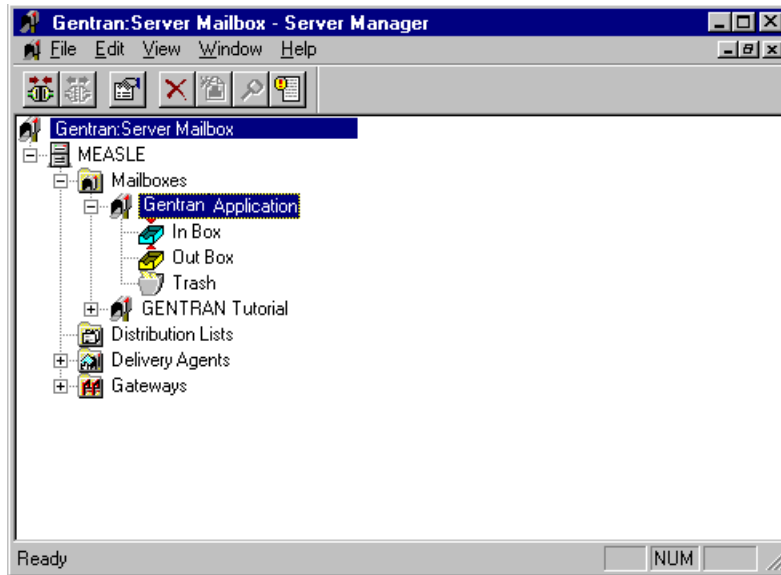 Gentran:Server Mailbox - Server Manager
File Edit View Window Help
Gentran:Server Mailbox
MEASLE
Mailboxes
Gentran Application
In Box
Out Box
Trash
GENTRAN Tutorial
Distribution Lists
Delivery Agents
Gateways
Ready NUM